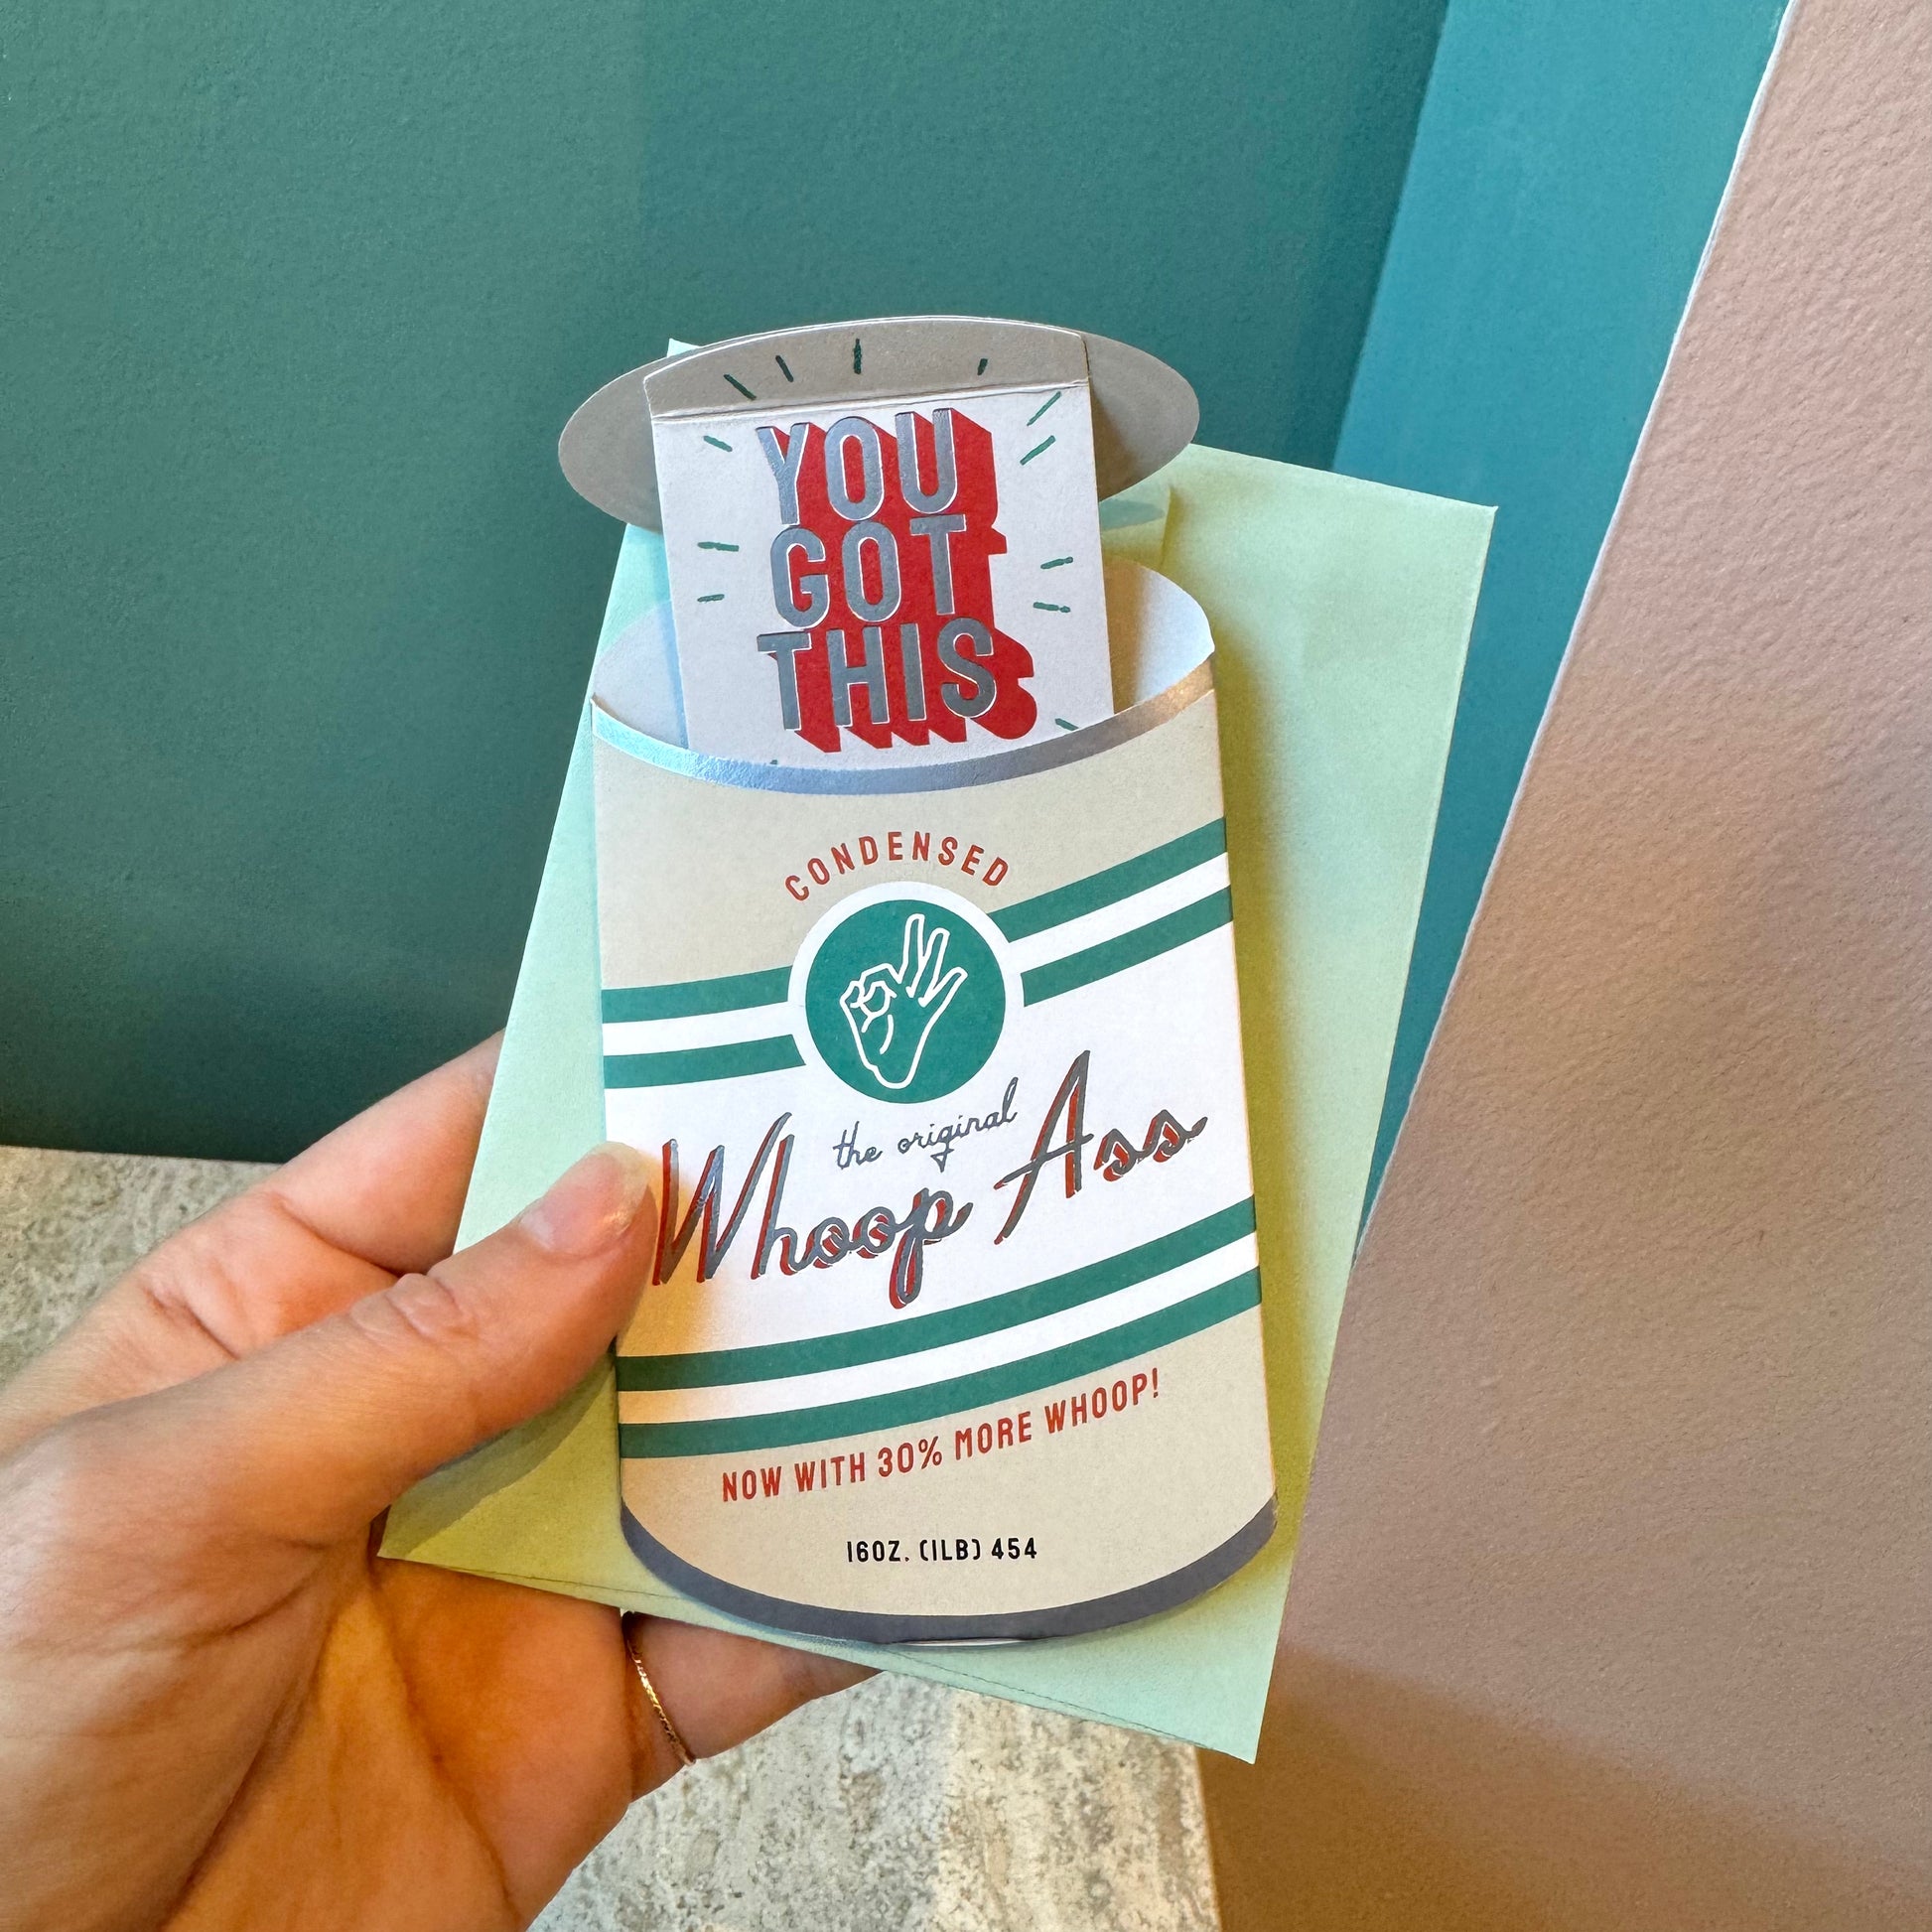 YOU
GOT
THIS
CONDENSED
the original
Whoop Ass
NOW WITH 30% MORE WHOOP!
16OZ. (1LB) 454